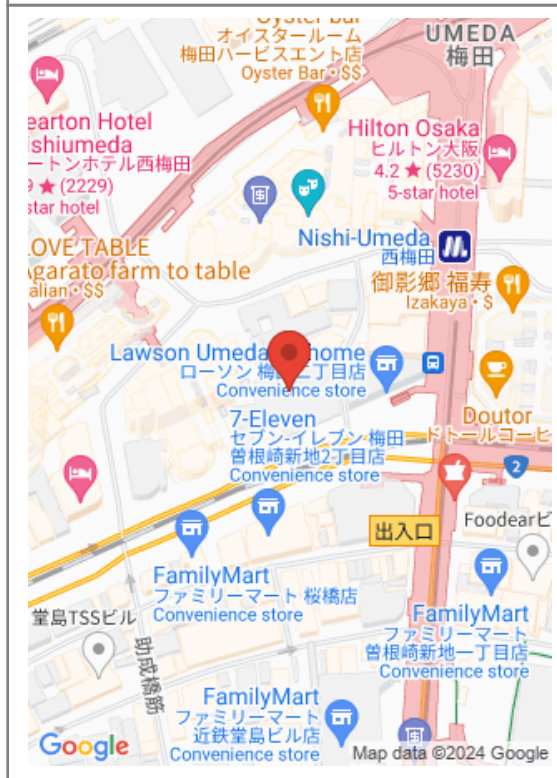 Oyster bar
オイスタールーム
梅田ハービスエント店
Oyster Bar・$$
UMEDA
梅田
earton Hotel
ishiumeda
ートンホテル西梅田
9 ★ (2229)
star hotel
Hilton Osaka
ヒルトン大阪
4.2 ★ (5230)
5-star hotel
Nishi-Umeda
西梅田
LOVE TABLE
Agarato farm to table
alian・$$
御影郷 福寿
Izakaya・$
Lawson Umeda home
ローソン 梅田二丁目店
Convenience store
7-Eleven
セブン-イレブン 梅田
曽根崎新地2丁目店
Convenience store
Doutor
ドトールコーヒ
2
出入口
Foodearビ
FamilyMart
ファミリーマート 桜橋店
Convenience store
堂島TSSビル
助成橋筋
FamilyMart
ファミリーマート
曽根崎新地一丁目店
Convenience store
FamilyMart
ファミリーマート
近鉄堂島ビル店
Convenience store
Google
Map data ©2024 Google